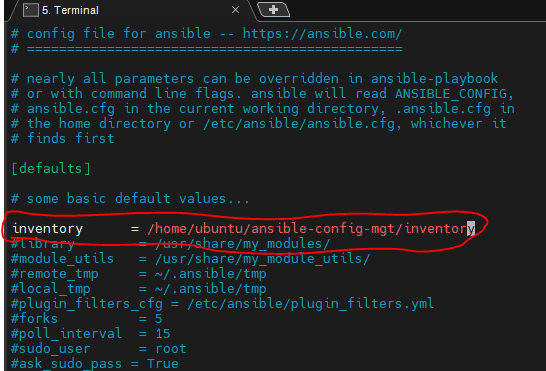 5. Terminal
# config file for ansible -- https://ansible.com/
# ===============================================
# nearly all parameters can be overridden in ansible-playbook
# or with command line flags. ansible will read ANSIBLE_CONFIG,
# ansible.cfg in the current working directory, .ansible.cfg in
# the home directory or /etc/ansible/ansible.cfg, whichever it
# finds first
[defaults]
# some basic default values...
inventory = /home/ubuntu/ansible-config-mgt/inventory
#library = /usr/share/my_modules/
#module_utils = /usr/share/my_module_utils/
#remote_tmp = ~/.ansible/tmp
#local_tmp = ~/.ansible/tmp
#plugin_filters_cfg = /etc/ansible/plugin_filters.yml
#forks = 5
#poll_interval = 15
#sudo_user = root
#ask_sudo_pass = True